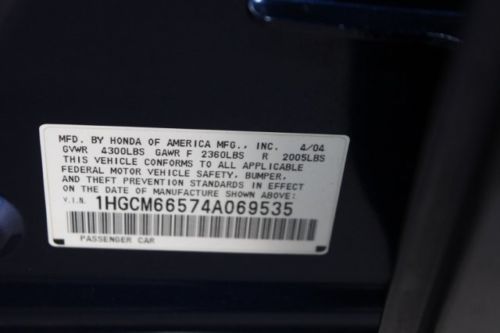 MFD. BY HONDA OF AMERICA MFG., INC. 4/04
GVWR 4300LBS GAWR F 2360LBS R 2005LBS
THIS VEHICLE CONFORMS TO ALL APPLICABLE
FEDERAL MOTOR VEHICLE SAFETY, BUMPER,
AND THEFT PREVENTION STANDARDS IN EFFECT
ON THE DATE OF MANUFACTURE SHOWN ABOVE:
V.I.N. 1HGCM66574A069535
PASSENGER CAR